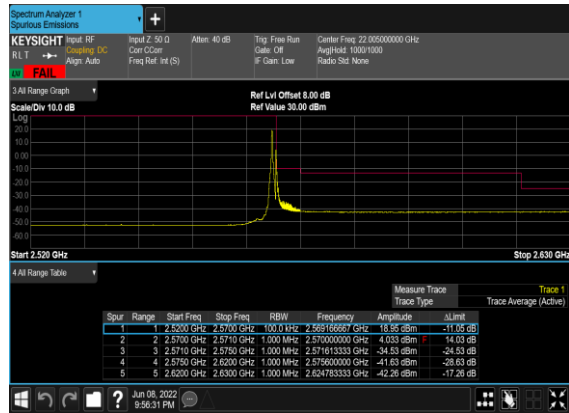 Spectrum Analyzer 1
Spurious Emissions
KEYSIGHT Input: RF Input Z: 50 Ω Atten: 40 dB Trig: Free Run Center Freq: 22.005000000 GHz
RLT Coupling: DC Corr CCorr Gate: Off Avg|Hold: 1000/1000
Align: Auto Freq Ref: Int (S) IF Gain: Low Radio Std: None
FAIL
3 All Range Graph
Ref Lvl Offset 8.00 dB
Scale/Div 10.0 dB Ref Value 30.00 dBm
Log
20.0
10.0
0.00
-10.0
-20.0
-30.0
-40.0
-50.0
-60.0
Start 2.520 GHz Stop 2.630 GHz
4 All Range Table
Measure Trace Trace 1
Trace Type Trace Average (Active)
Spur Range Start Freq Stop Freq RBW Frequency Amplitude ΔLimit
1 1 2.5200 GHz 2.5700 GHz 100.0 kHz 2.569166667 GHz 18.95 dBm -11.05 dB
2 2 2.5700 GHz 2.5710 GHz 1.000 MHz 2.570000000 GHz 4.033 dBm F 14.03 dB
3 3 2.5710 GHz 2.5750 GHz 1.000 MHz 2.571613333 GHz -34.53 dBm -24.53 dB
4 4 2.5750 GHz 2.6200 GHz 1.000 MHz 2.575600000 GHz -41.63 dBm -28.63 dB
5 5 2.6200 GHz 2.6300 GHz 1.000 MHz 2.624783333 GHz -42.26 dBm -17.26 dB
Jun 08, 2022
9:56:31 PM